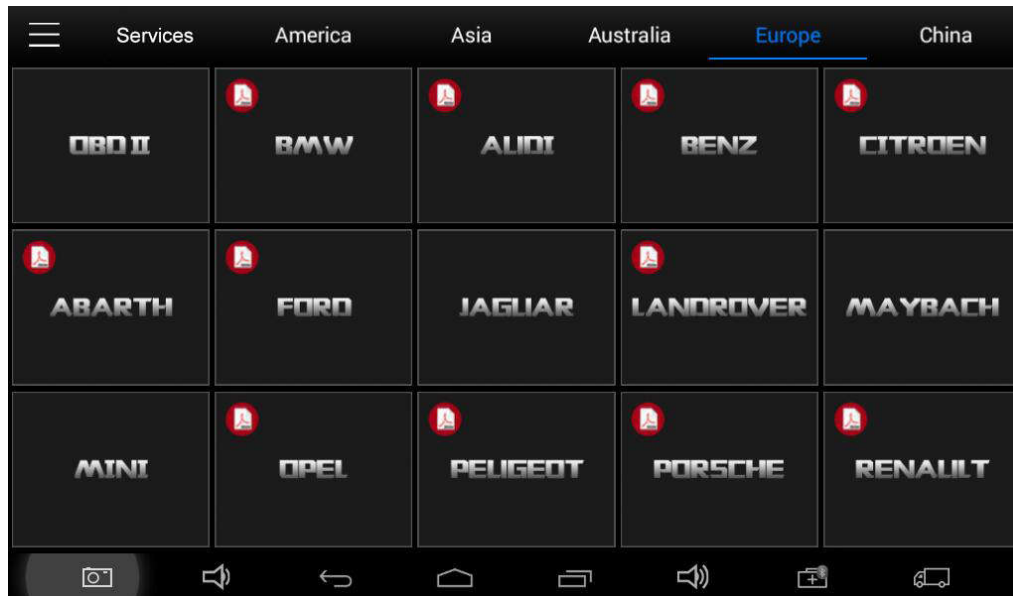 Services America Asia Australia Europe China
OBD II BMW AUDI BENZ CITROEN
ABARTH FORD JAGUAR LANDROVER MAYBACH
MINI OPEL PEUGEOT PORSCHE RENAULT